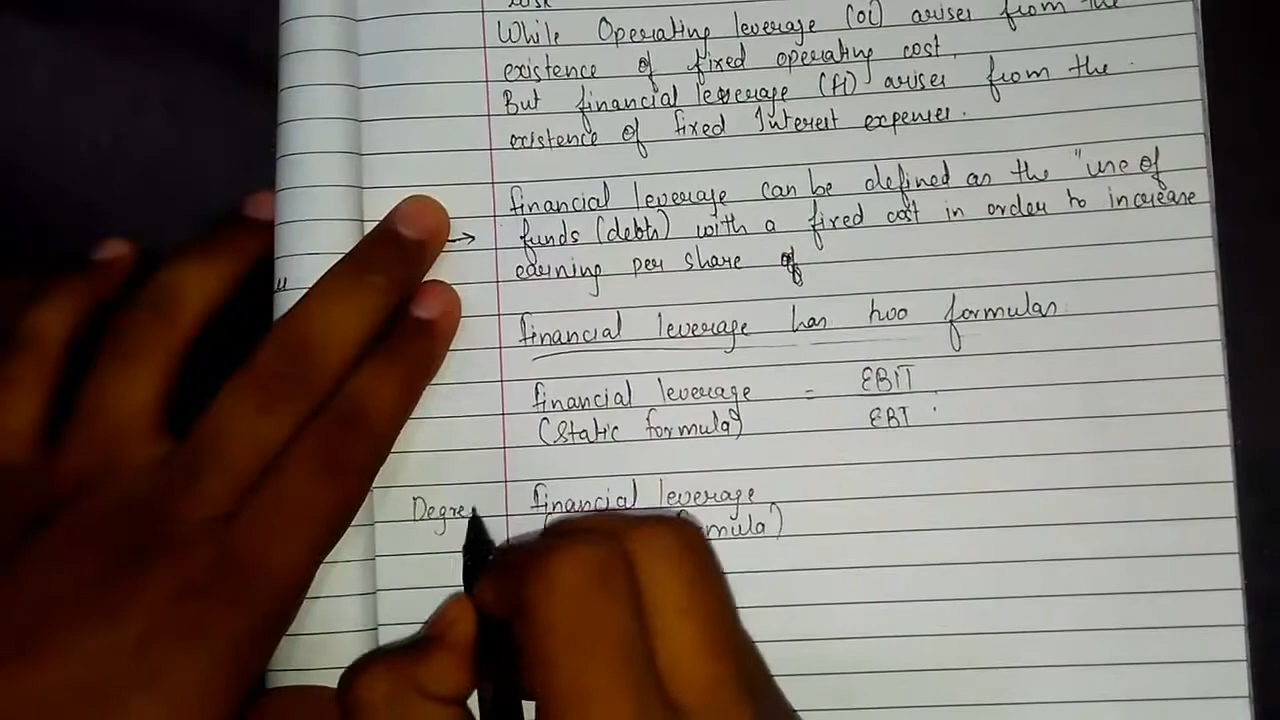 While Operating leverage (OL) arises from the
existence of fixed operating cost.
But financial leverage (fl) arises from the
existence of fixed Interest expenses.
financial leverage can be defined as the "use of
→ funds (debts) with a fixed cost in order to increase
earning per share of
financial leverage has two formulas
financial leverage = EBIT
(Static formula) EBT
Degree financial leverage